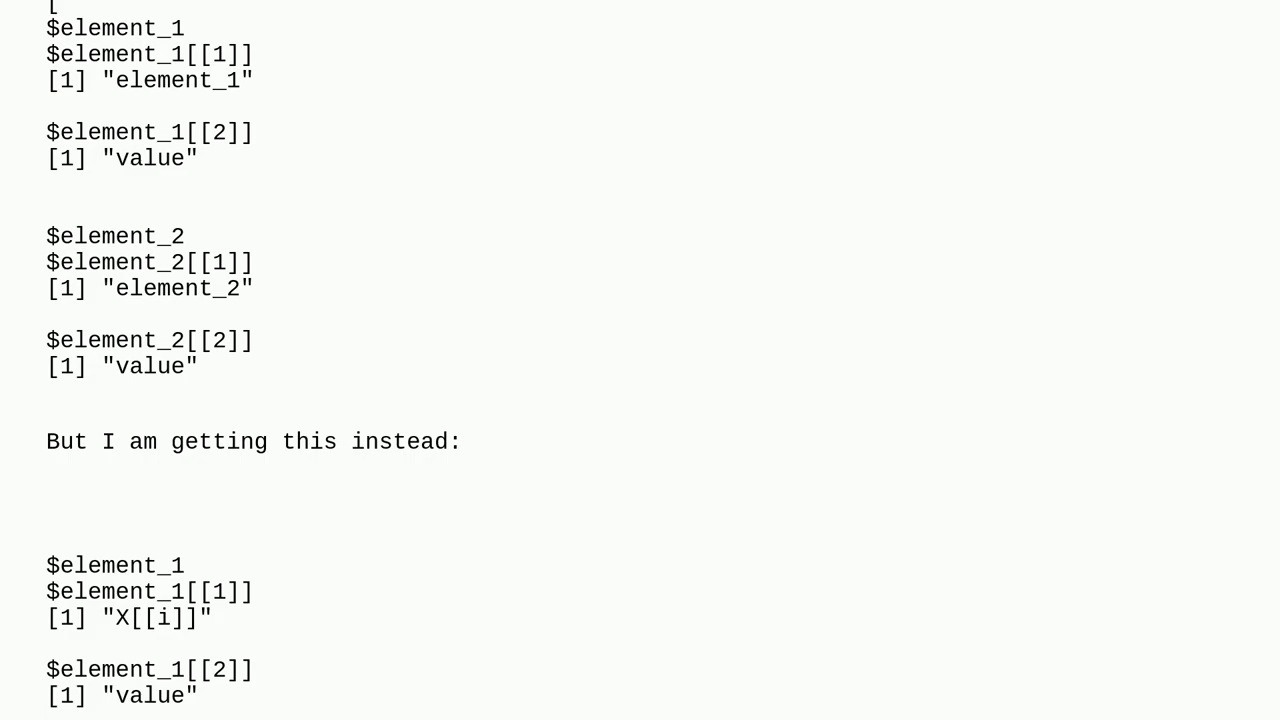 [
$element_1
$element_1[[1]]
[1] "element_1"
$element_1[[2]]
[1] "value"
$element_2
$element_2[[1]]
[1] "element_2"
$element_2[[2]]
[1] "value"
But I am getting this instead:
$element_1
$element_1[[1]]
[1] "X[[i]]"
$element_1[[2]]
[1] "value"